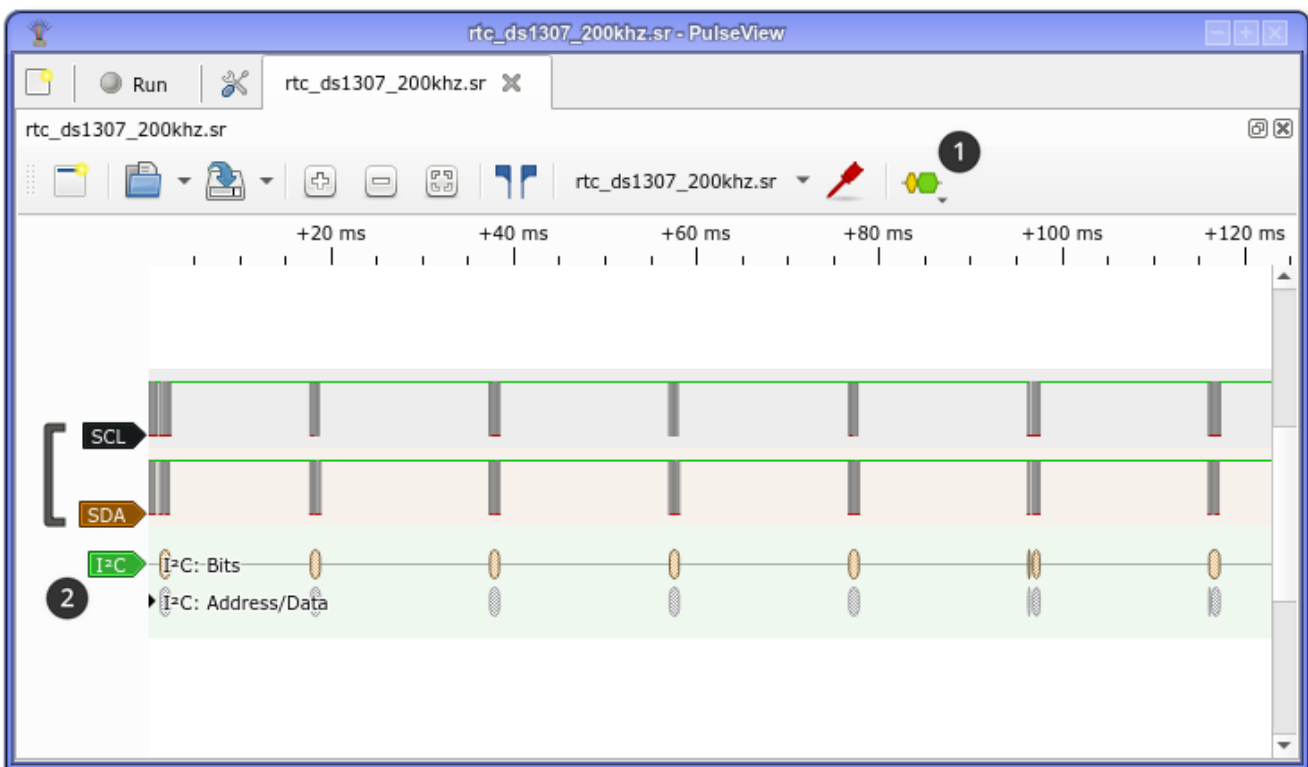 rtc_ds1307_200khz.sr - PulseView
Run rtc_ds1307_200khz.sr
rtc_ds1307_200khz.sr
1
rtc_ds1307_200khz.sr
+20 ms +40 ms +60 ms +80 ms +100 ms +120 ms
SCL
SDA
I²C I²C: Bits
2 I²C: Address/Data